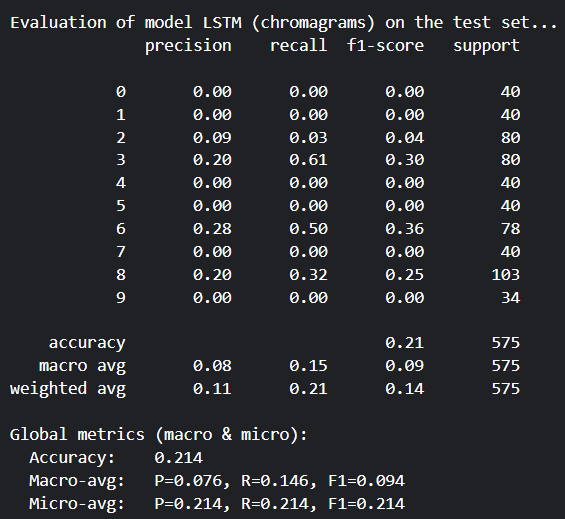 Evaluation of model LSTM (chromagrams) on the test set...
precision recall f1-score support
0 0.00 0.00 0.00 40
1 0.00 0.00 0.00 40
2 0.09 0.03 0.04 80
3 0.20 0.61 0.30 80
4 0.00 0.00 0.00 40
5 0.00 0.00 0.00 40
6 0.28 0.50 0.36 78
7 0.00 0.00 0.00 40
8 0.20 0.32 0.25 103
9 0.00 0.00 0.00 34
accuracy 0.21 575
macro avg 0.08 0.15 0.09 575
weighted avg 0.11 0.21 0.14 575
Global metrics (macro & micro):
Accuracy: 0.214
Macro-avg: P=0.076, R=0.146, F1=0.094
Micro-avg: P=0.214, R=0.214, F1=0.214